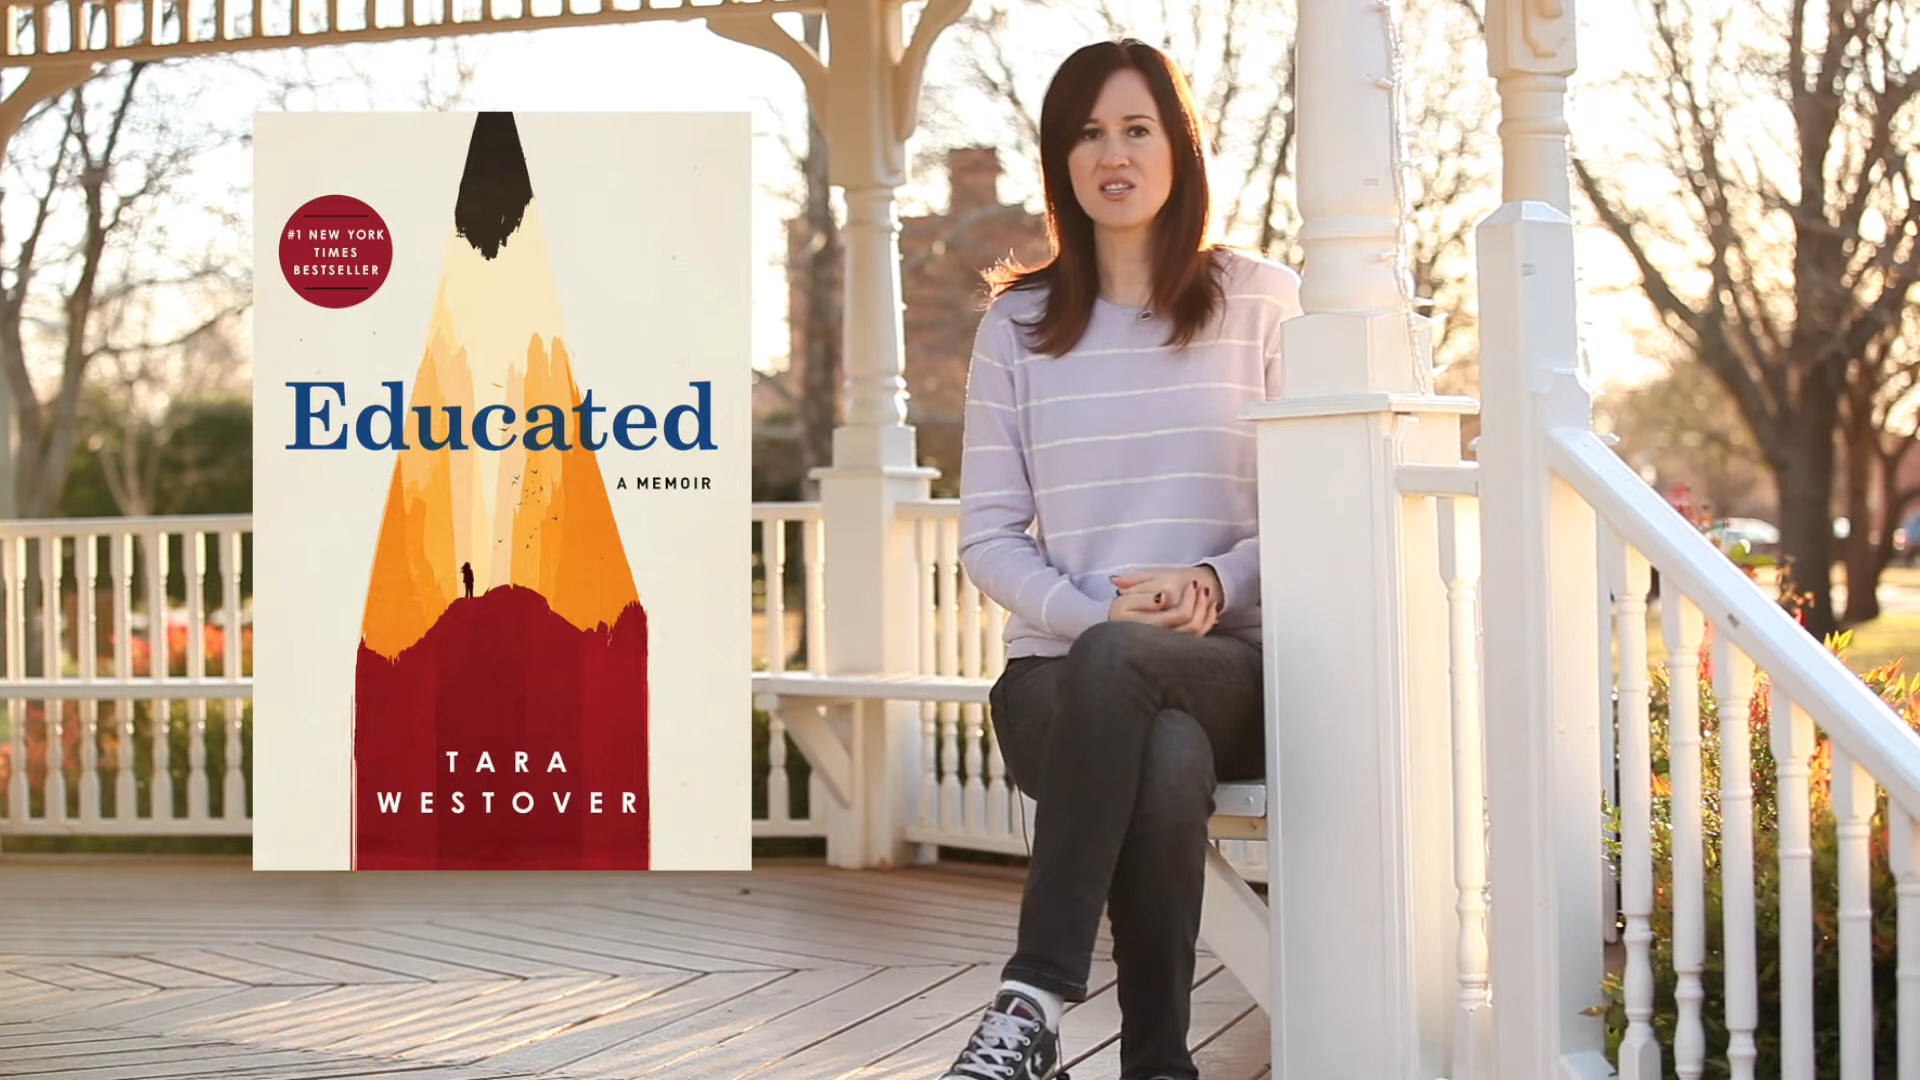 #1 NEW YORK
TIMES
BESTSELLER
Educated
A MEMOIR
TARA
WESTOVER